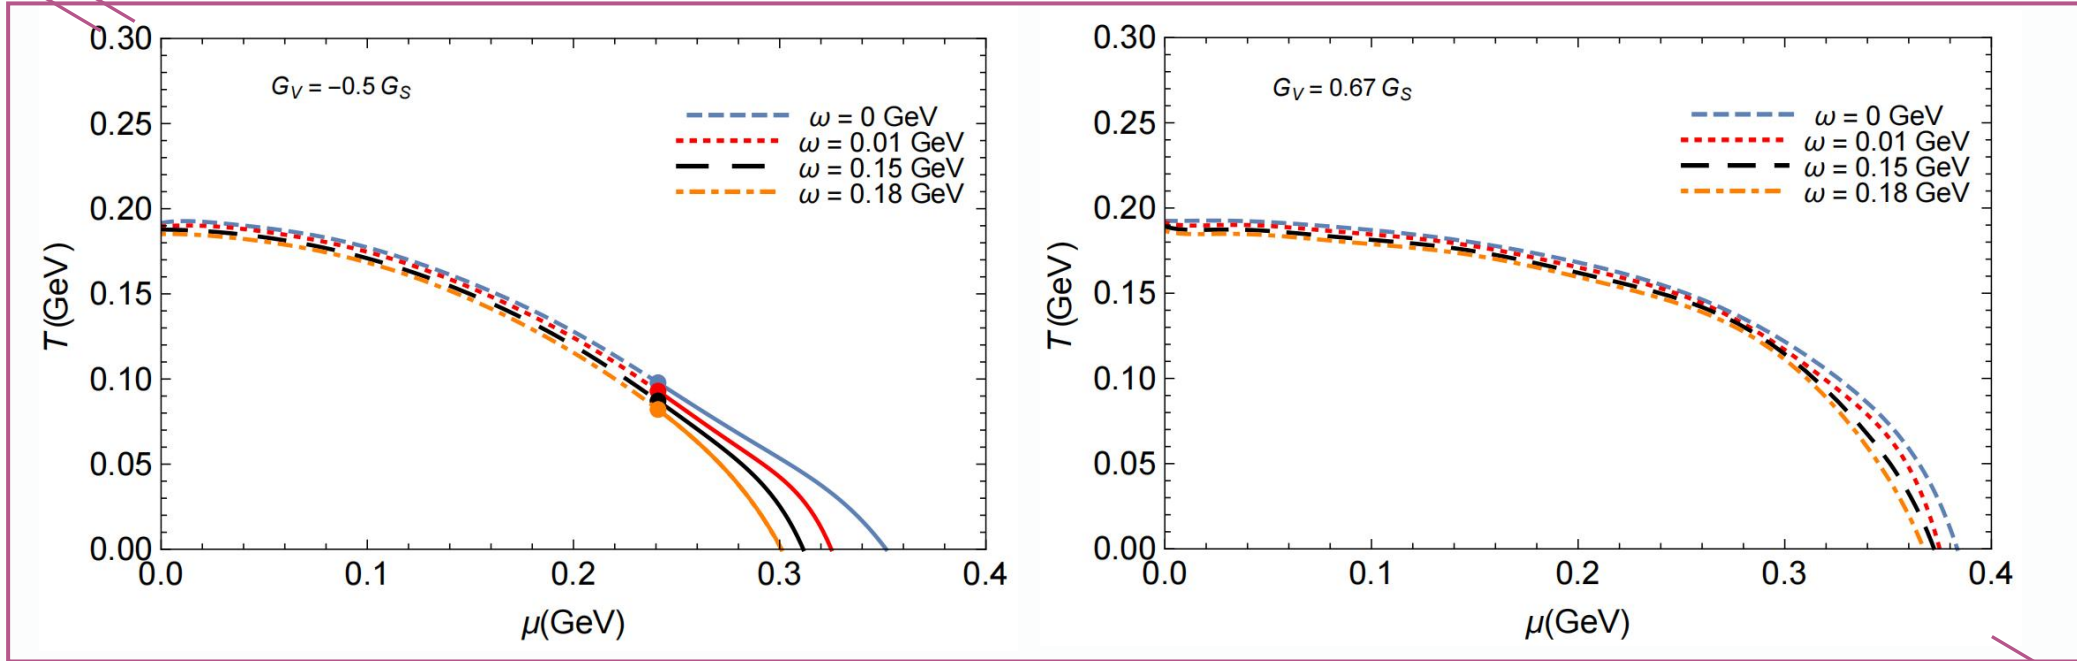 0.30
G_V = −0.5 G_S
ω = 0 GeV
0.25
ω = 0.01 GeV
ω = 0.15 GeV
ω = 0.18 GeV
0.20
T(GeV)
0.15
0.10
0.05
0.00
0.0 0.1 0.2 0.3 0.4
μ(GeV)
0.30
G_V = 0.67 G_S
ω = 0 GeV
0.25
ω = 0.01 GeV
ω = 0.15 GeV
ω = 0.18 GeV
0.20
T(GeV)
0.15
0.10
0.05
0.00
0.0 0.1 0.2 0.3 0.4
μ(GeV)